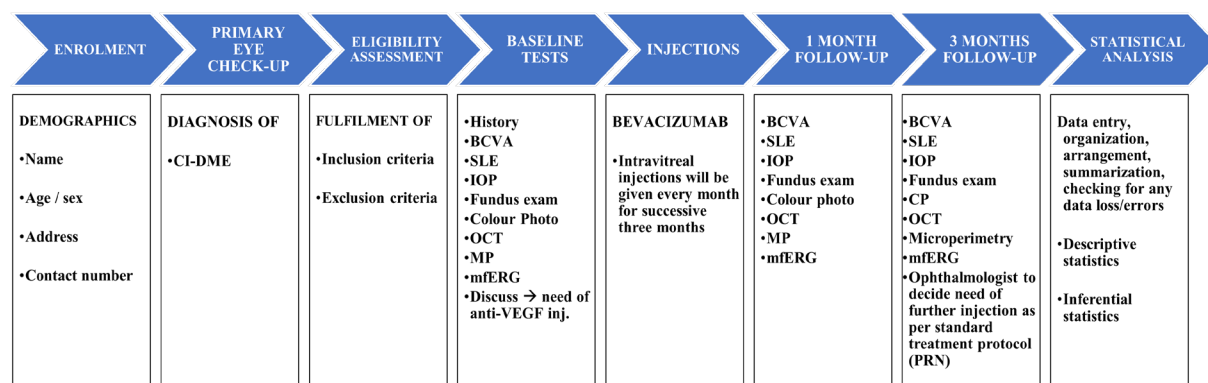 ENROLMENT
PRIMARY
EYE
CHECK-UP
ELIGIBILITY
ASSESSMENT
BASELINE
TESTS
INJECTIONS
1 MONTH
FOLLOW-UP
3 MONTHS
FOLLOW-UP
STATISTICAL
ANALYSIS
DEMOGRAPHICS
•Name
•Age / sex
•Address
•Contact number
DIAGNOSIS OF
•CI-DME
FULFILMENT OF
•Inclusion criteria
•Exclusion criteria
•History
•BCVA
•SLE
•IOP
•Fundus exam
•Colour Photo
•OCT
•MP
•mfERG
•Discuss → need of
anti-VEGF inj.
BEVACIZUMAB
•Intravitreal
injections will be
given every month
for successive
three months
•BCVA
•SLE
•IOP
•Fundus exam
•Colour photo
•OCT
•MP
•mfERG
•BCVA
•SLE
•IOP
•Fundus exam
•CP
•OCT
•Microperimetry
•mfERG
•Ophthalmologist to
decide need of
further injection as
per standard
treatment protocol
(PRN)
Data entry,
organization,
arrangement,
summarization,
checking for any
data loss/errors
•Descriptive
statistics
•Inferential
statistics